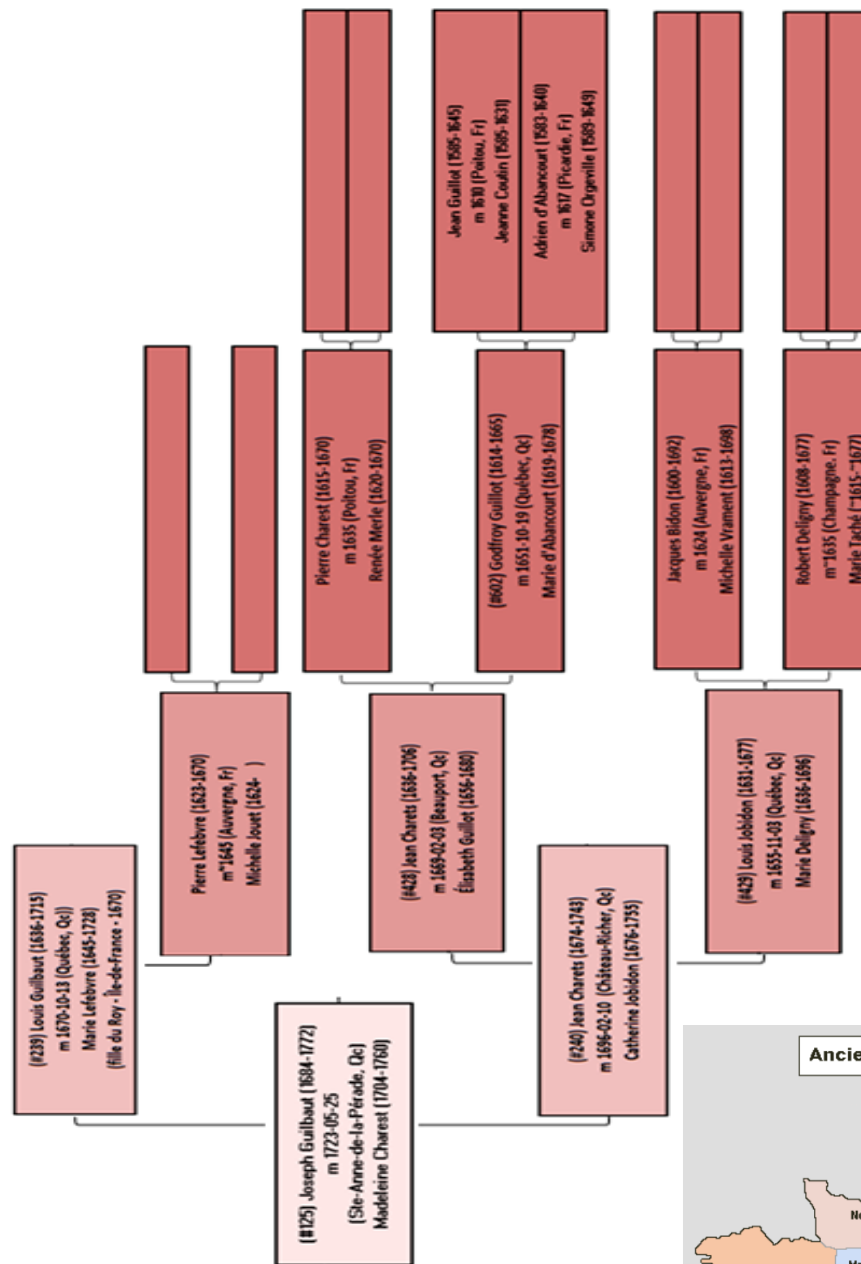 Jean Guillot (1585-1645)
m 1610 (Poitou, Fr)
Jeanne Coutin (1585-1631)
Adrien d'Abancourt (1583-1640)
m 1617 (Picardie, Fr)
Simone Orgeville (1589-1649)
Pierre Charest (1615-1670)
m 1635 (Poitou, Fr)
Renée Merle (1620-1670)
(#602) Godfroy Guillot (1614-1665)
m 1651-10-19 (Québec, Qc)
Marie d'Abancourt (1619-1678)
Jacques Bidon (1600-1692)
m 1624 (Auvergne, Fr)
Michelle Vrament (1613-1698)
Robert Deligny (1608-1677)
m~1635 (Champagne. Fr)
Marie Taché (~1615-~1677)
Pierre Lefebvre (1623-1670)
m~1645 (Auvergne, Fr)
Michelle Jouet (1624- )
(#428) Jean Charets (1636-1706)
m 1669-02-03 (Beauport, Qc)
Élisabeth Guillot (1656-1680)
(#429) Louis Jobidon (1631-1677)
m 1655-11-03 (Québec, Qc)
Marie Deligny (1636-1696)
(#239) Louis Guilbaut (1636-1715)
m 1670-10-13 (Québec, Qc))
Marie Lefebvre (1645-1728)
(fille du Roy - Île-de-France - 1670)
(#240) Jean Charets (1674-1743)
m 1696-02-10 (Château-Richer, Qc)
Catherine Jobidon (1676-1755)
(#125) Joseph Guilbaut (1684-1772)
m 1723-05-25
(Ste-Anne-de-la-Pérade, Qc)
Madeleine Charest (1704-1760)
Ancie
No